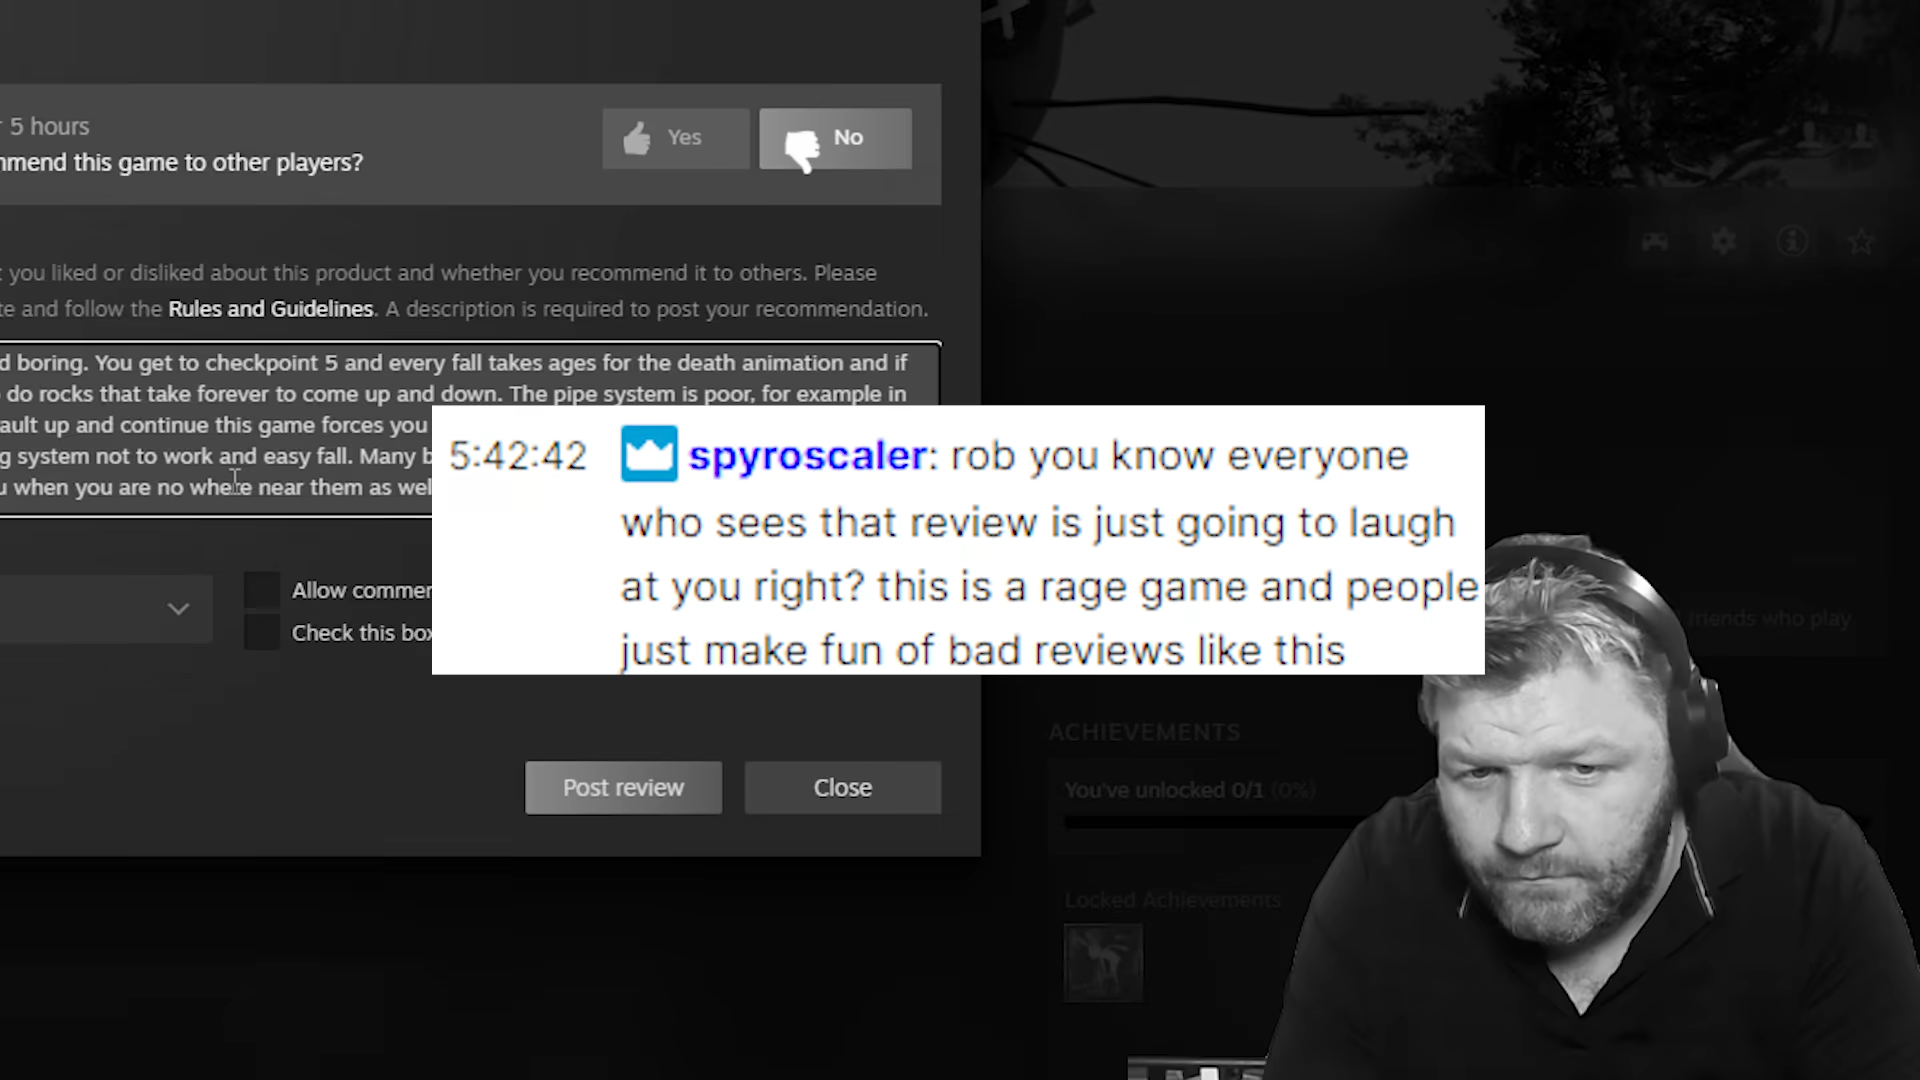 5 hours
Yes
No
mmend this game to other players?
you liked or disliked about this product and whether you recommend it to others. Please
te and follow the Rules and Guidelines. A description is required to post your recommendation.
d boring. You get to checkpoint 5 and every fall takes ages for the death animation and if
do rocks that take forever to come up and down. The pipe system is poor, for example in
ault up and continue this game forces you
g system not to work and easy fall. Many b
u when you are no where near them as wel
5:42:42 spyroscaler: rob you know everyone
who sees that review is just going to laugh
at you right? this is a rage game and people
just make fun of bad reviews like this
Allow commen
Check this box
riends who play
Post review
Close
ACHIEVEMENTS
You've unlocked 0/1 (0%)
Locked Achievements